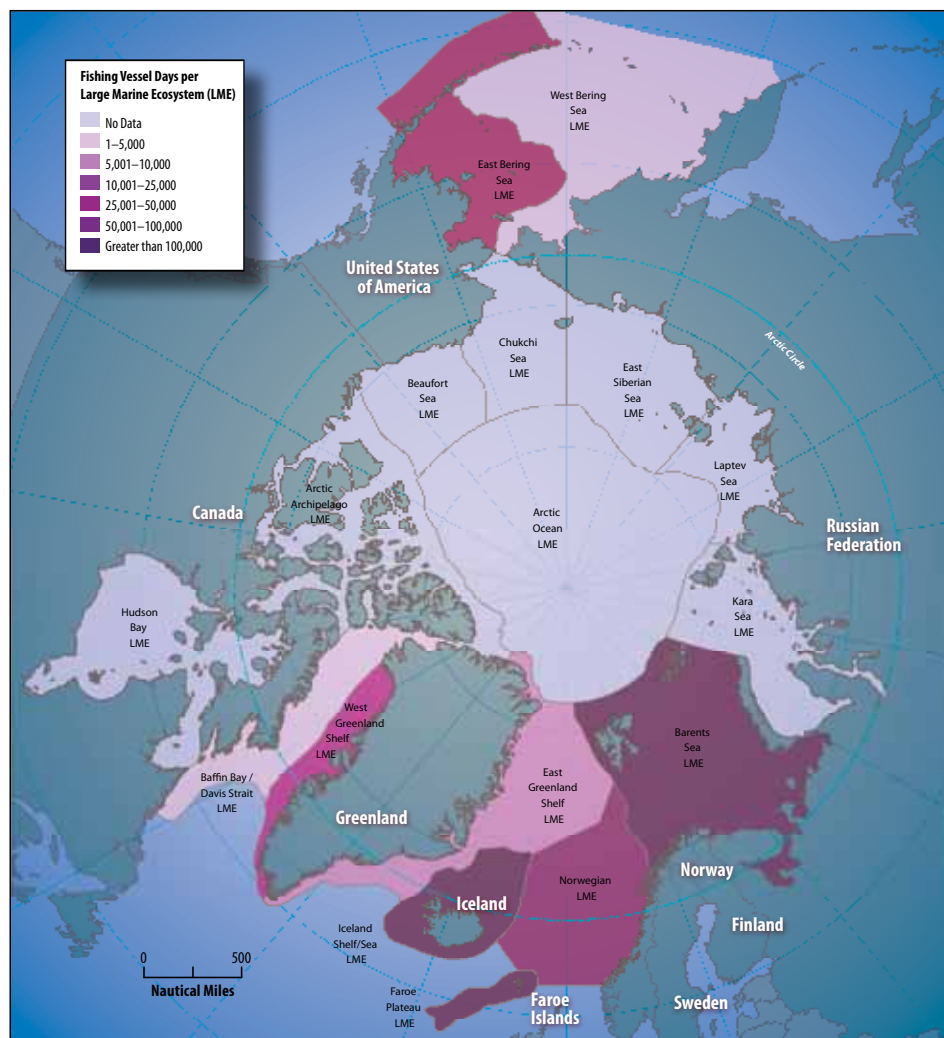 Fishing Vessel Days per
Large Marine Ecosystem (LME)
No Data
1–5,000
5,001–10,000
10,001–25,000
25,001–50,000
50,001–100,000
Greater than 100,000
West Bering
Sea
LME
East Bering
Sea
LME
United States
of America
Chukchi
Sea
LME
Beaufort
Sea
LME
East
Siberian
Sea
LME
Arctic Circle
Laptev
Sea
LME
Arctic
Archipelago
LME
Canada
Arctic
Ocean
LME
Russian
Federation
Hudson
Bay
LME
Kara
Sea
LME
West
Greenland
Shelf
LME
Barents
Sea
LME
Baffin Bay /
Davis Strait
LME
East
Greenland
Shelf
LME
Greenland
Norway
Norwegian
LME
Iceland
Finland
Iceland
Shelf/Sea
LME
0 500
Nautical Miles
Faroe
Plateau
LME
Faroe
Islands
Sweden